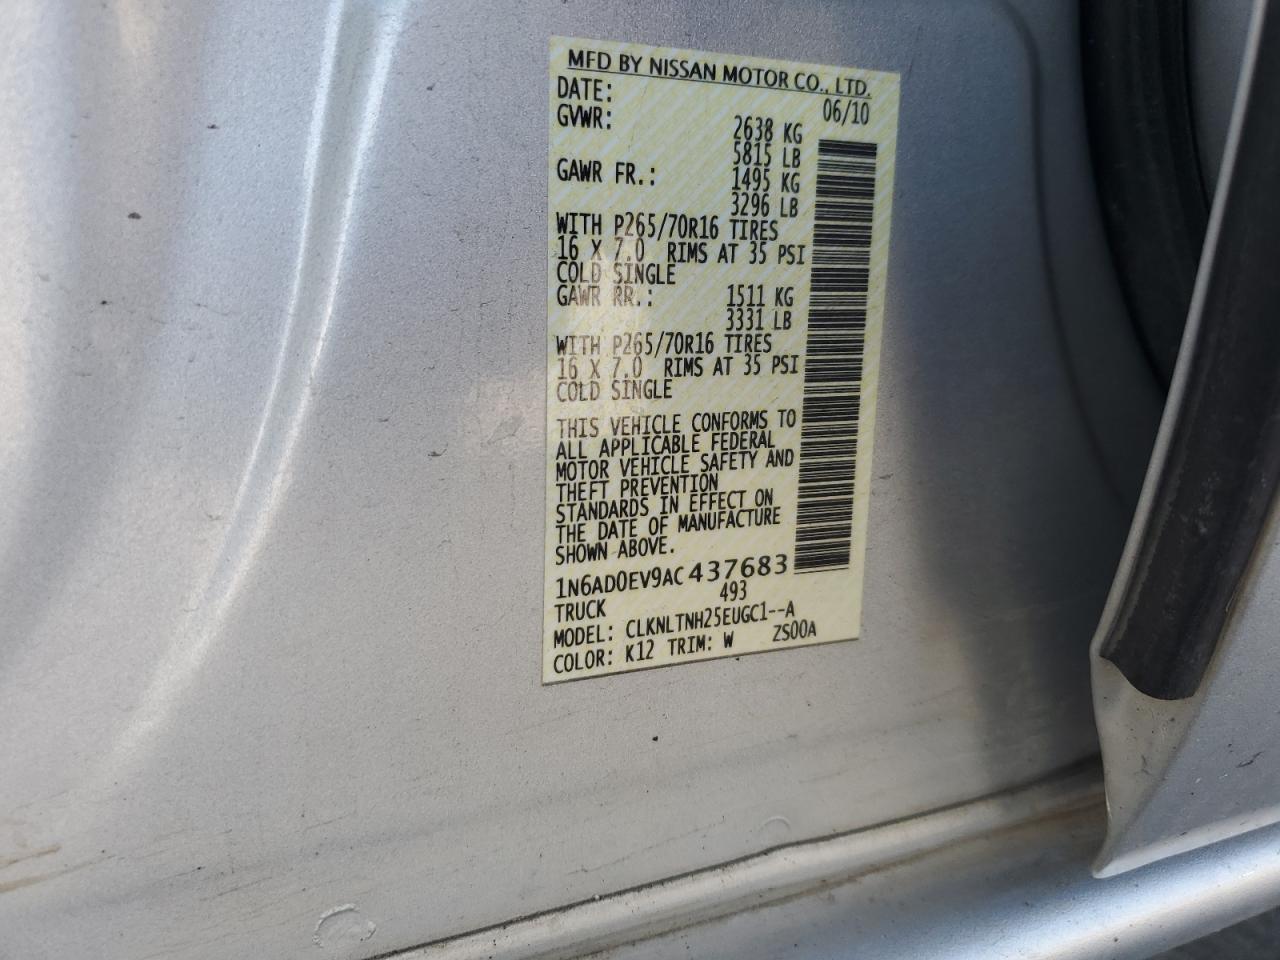 MFD BY NISSAN MOTOR CO., LTD.
DATE: 06/10
GVWR: 2638 KG
5815 LB
GAWR FR.: 1495 KG
3296 LB
WITH P265/70R16 TIRES
16 X 7.0 RIMS AT 35 PSI
COLD SINGLE
GAWR RR.: 1511 KG
3331 LB
WITH P265/70R16 TIRES
16 X 7.0 RIMS AT 35 PSI
COLD SINGLE
THIS VEHICLE CONFORMS TO
ALL APPLICABLE FEDERAL
MOTOR VEHICLE SAFETY AND
THEFT PREVENTION
STANDARDS IN EFFECT ON
THE DATE OF MANUFACTURE
SHOWN ABOVE.
1N6AD0EV9AC437683
TRUCK 493
MODEL: CLKNLTNH25EUGC1--A
COLOR: K12 TRIM: W ZS00A